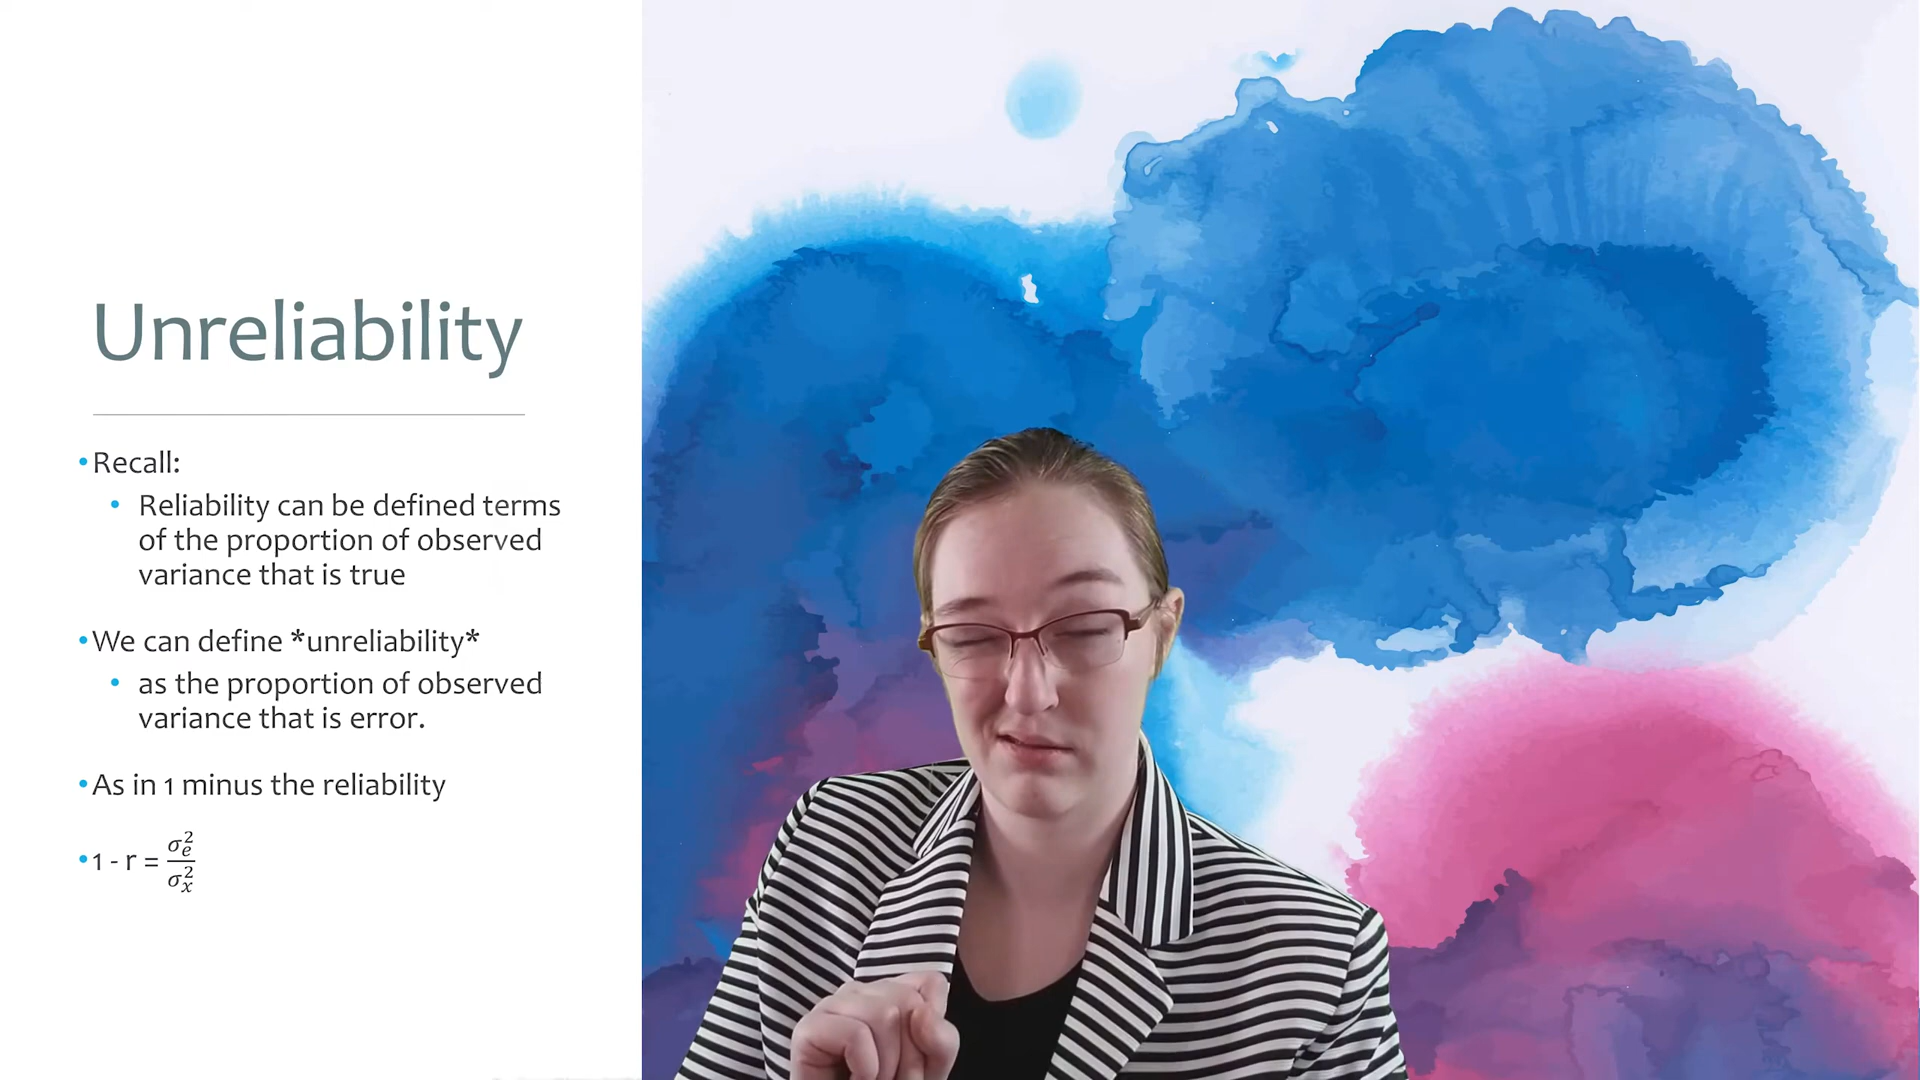 Unreliability
•Recall:
• Reliability can be defined terms
of the proportion of observed
variance that is true
•We can define *unreliability*
• as the proportion of observed
variance that is error.
•As in 1 minus the reliability
•1 - r = σ²ₑ / σ²ₓ